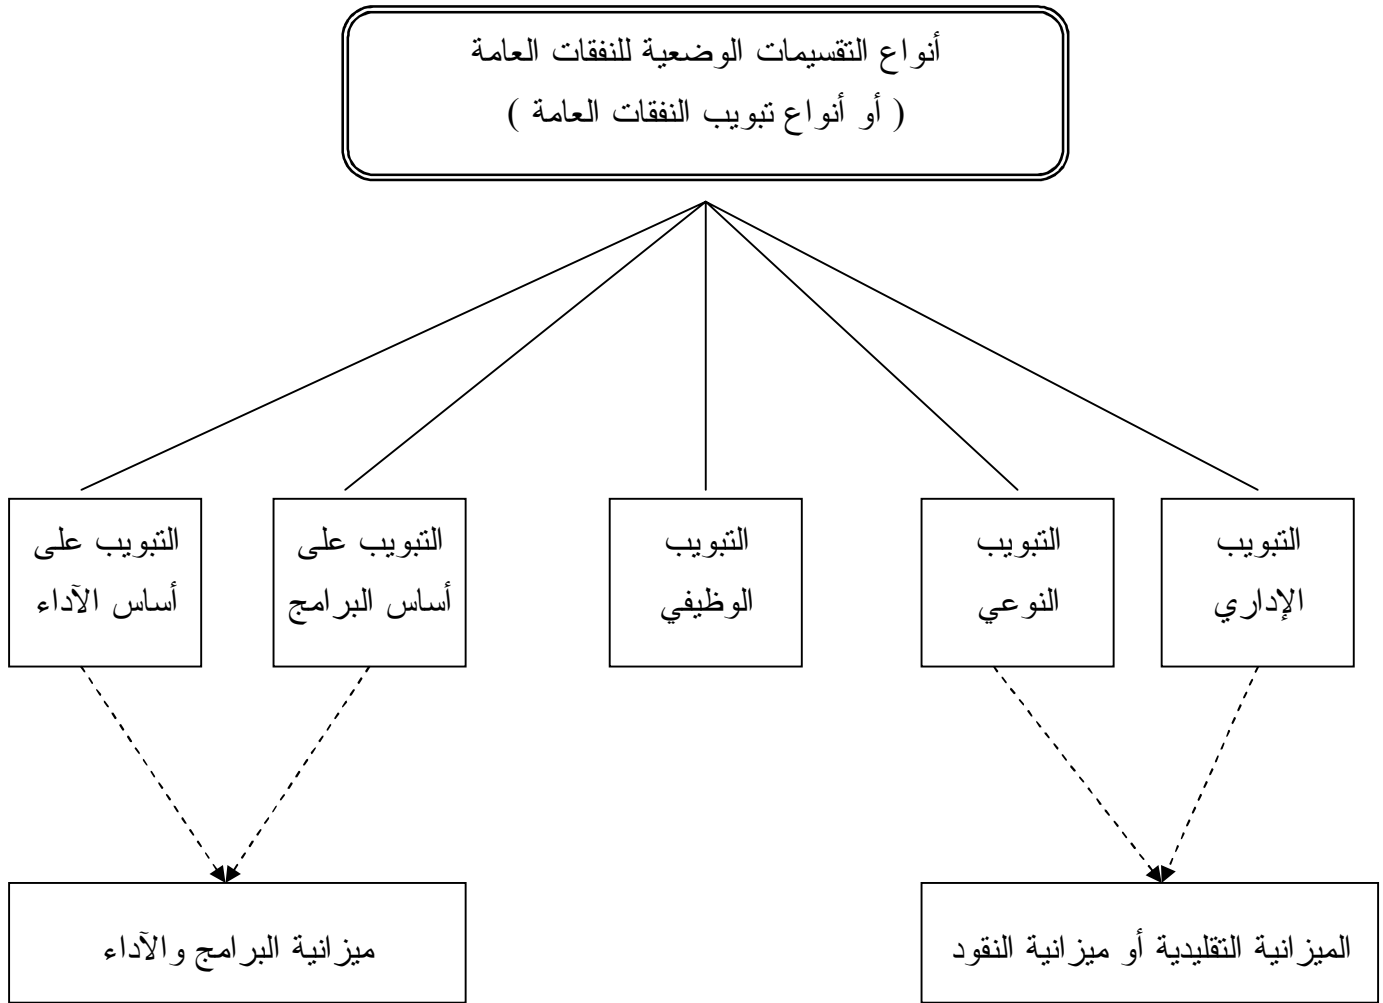 أنواع التقسيمات الوضعية للنفقات العامة
( أو أنواع تبويب النفقات العامة )
التبويب
الإداري
التبويب
النوعي
التبويب
الوظيفي
التبويب على
أساس البرامج
التبويب على
أساس الآداء
الميزانية التقليدية أو ميزانية النقود
ميزانية البرامج والآداء